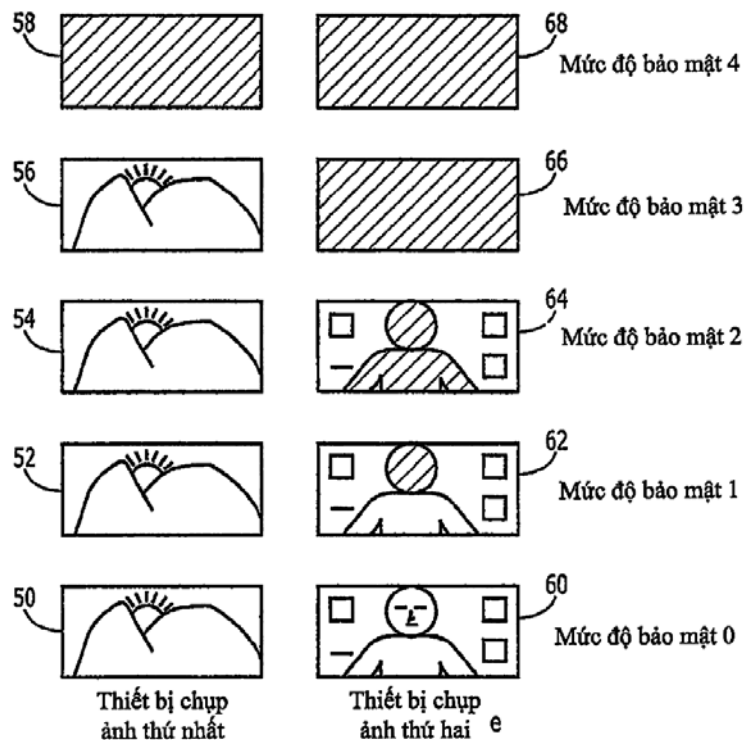 58
68
Mức độ bảo mật 4
56
66
Mức độ bảo mật 3
54
64
Mức độ bảo mật 2
52
62
Mức độ bảo mật 1
50
60
Mức độ bảo mật 0
Thiết bị chụp
ảnh thứ nhất
Thiết bị chụp
ảnh thứ hai e